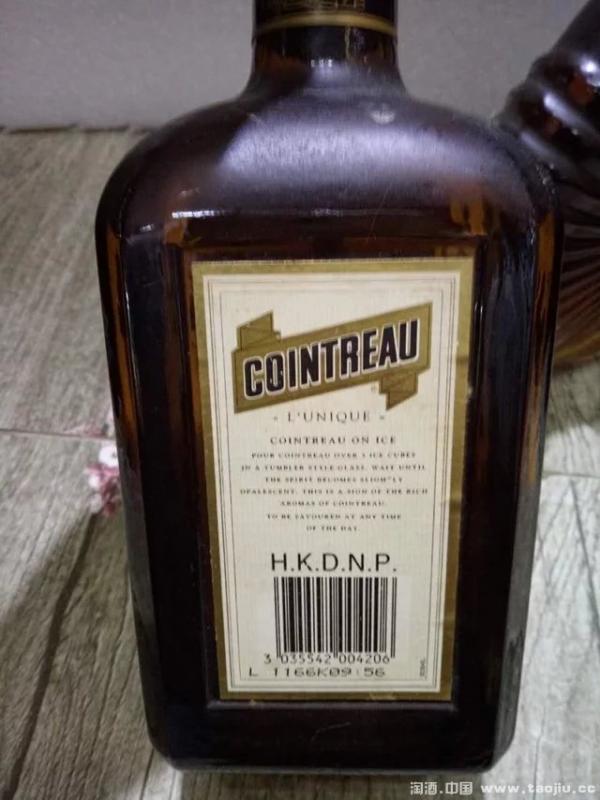 COINTREAU
- L'UNIQUE -
COINTREAU ON ICE
POUR COINTREAU OVER 3 ICE CUBES
IN A TUMBLER STYLE GLASS. WAIT UNTIL
THE SPIRIT BECOMES SLIGHTLY
OPALESCENT. THIS IS A SIGN OF THE RICH
AROMAS OF COINTREAU.
TO BE SAVOURED AT ANY TIME
OF THE DAY.
H.K.D.N.P.
3 035542 004206
L 1166K09:56
淘酒.中国 www.taojiu.cc